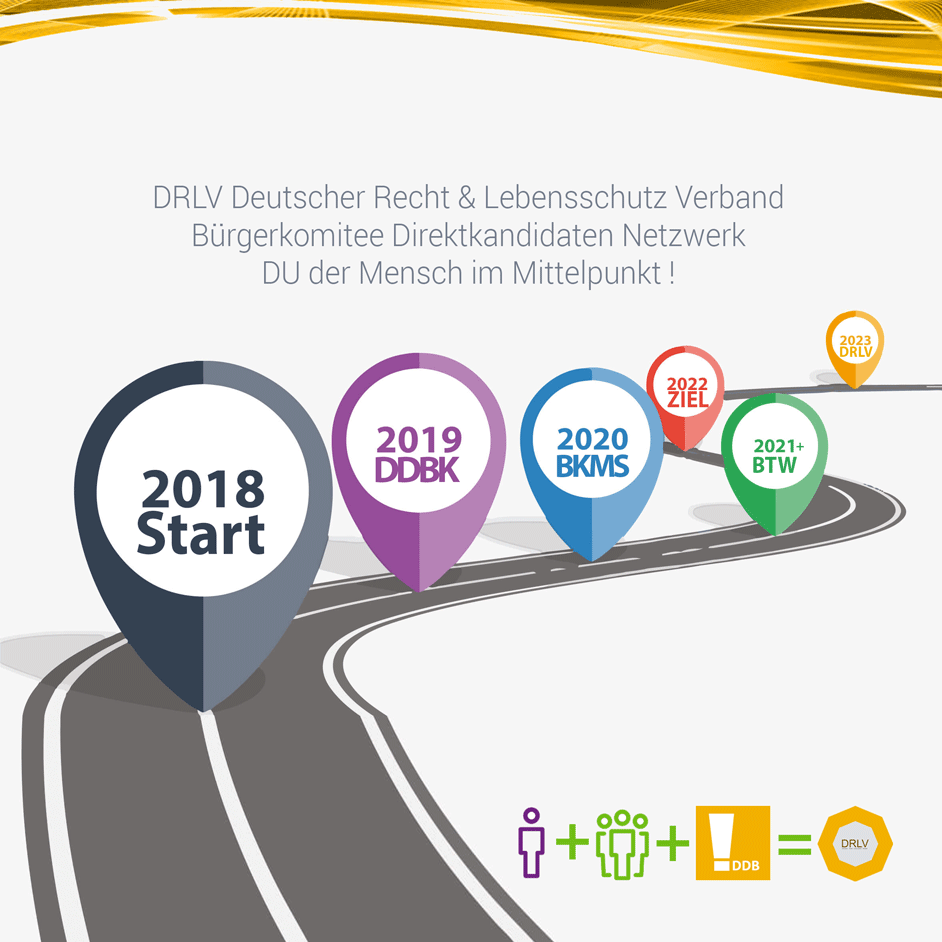 DRLV Deutscher Recht & Lebensschutz Verband
Bürgerkomitee Direktkandidaten Netzwerk
DU der Mensch im Mittelpunkt !
2018
Start
2019
DDBK
2020
BKMS
2021+
BTW
2022
ZIEL
2023
DRLV
! DDB
DRLV